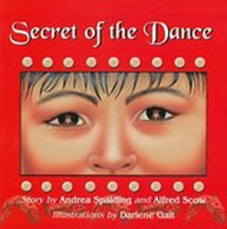 Secret of the Dance
Story by Andrea Spalding and Alfred Scow
Illustrations by Darlene Gait